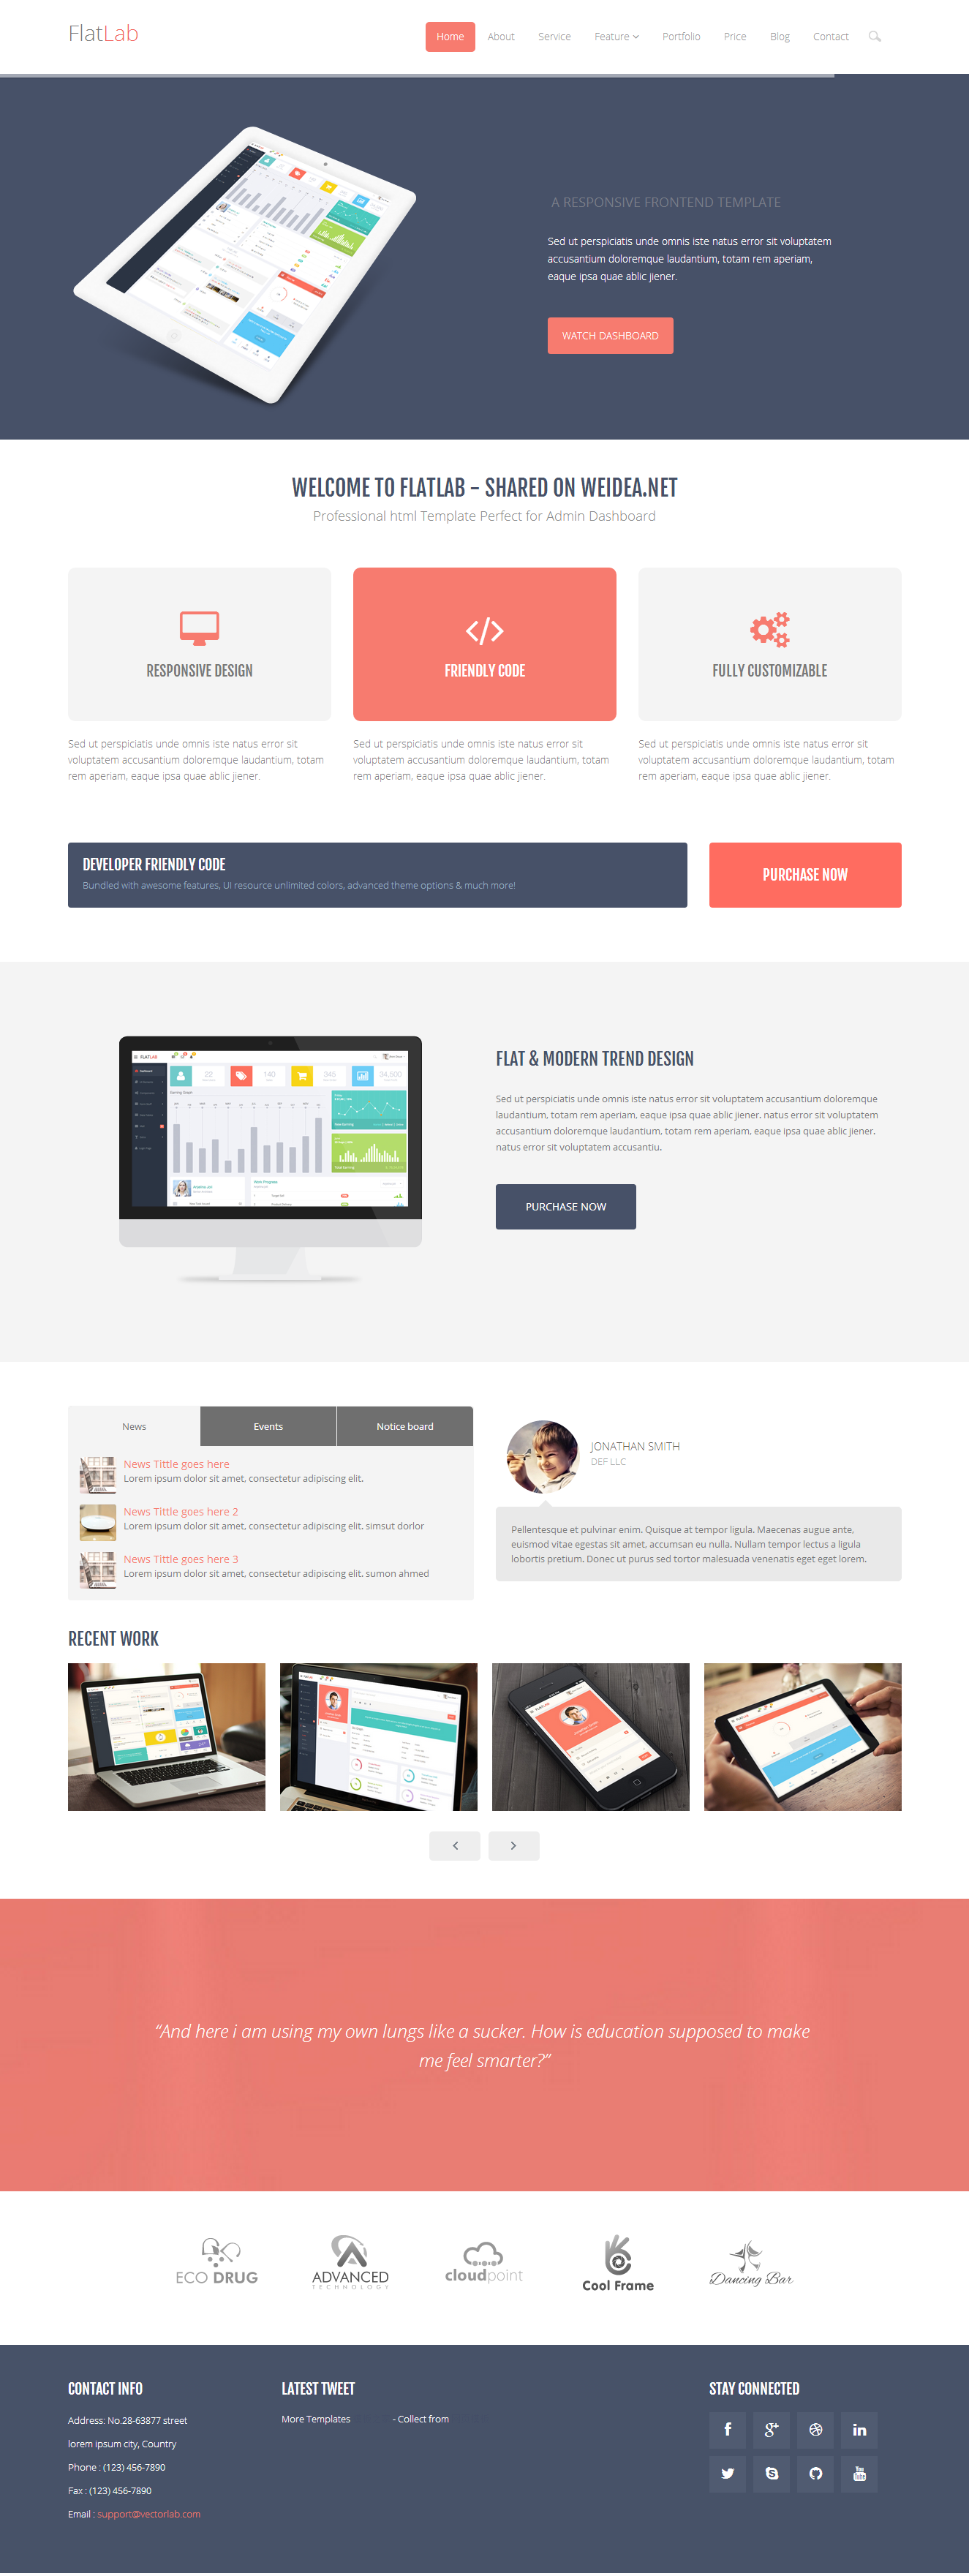 FlatLab
Home About Service Feature Portfolio Price Blog Contact
A RESPONSIVE FRONTEND TEMPLATE
Sed ut perspiciatis unde omnis iste natus error sit voluptatem
accusantium doloremque laudantium, totam rem aperiam,
eaque ipsa quae ablic jiener.
WATCH DASHBOARD
WELCOME TO FLATLAB - SHARED ON WEIDEA.NET
Professional html Template Perfect for Admin Dashboard
RESPONSIVE DESIGN
Sed ut perspiciatis unde omnis iste natus error sit
voluptatem accusantium doloremque laudantium, totam
rem aperiam, eaque ipsa quae ablic jiener.
FRIENDLY CODE
Sed ut perspiciatis unde omnis iste natus error sit
voluptatem accusantium doloremque laudantium, totam
rem aperiam, eaque ipsa quae ablic jiener.
FULLY CUSTOMIZABLE
Sed ut perspiciatis unde omnis iste natus error sit
voluptatem accusantium doloremque laudantium, totam
rem aperiam, eaque ipsa quae ablic jiener.
DEVELOPER FRIENDLY CODE
Bundled with awesome features, UI resource unlimited colors, advanced theme options & much more!
PURCHASE NOW
FLATLAB
22
140
345
34,500
FLAT & MODERN TREND DESIGN
Sed ut perspiciatis unde omnis iste natus error sit voluptatem accusantium doloremque
laudantium, totam rem aperiam, eaque ipsa quae ablic jiener. natus error sit voluptatem
accusantium doloremque laudantium, totam rem aperiam, eaque ipsa quae ablic jiener.
natus error sit voluptatem accusantiu.
PURCHASE NOW
News Events Notice board
News Tittle goes here
Lorem ipsum dolor sit amet, consectetur adipiscing elit.
News Tittle goes here 2
Lorem ipsum dolor sit amet, consectetur adipiscing elit. simsut dorlor
News Tittle goes here 3
Lorem ipsum dolor sit amet, consectetur adipiscing elit. sumon ahmed
JONATHAN SMITH
DEF LLC
Pellentesque et pulvinar enim. Quisque at tempor ligula. Maecenas augue ante,
euismod vitae egestas sit amet, accumsan eu nulla. Nullam tempor lectus a ligula
lobortis pretium. Donec ut purus sed tortor malesuada venenatis eget eget lorem.
RECENT WORK
“And here i am using my own lungs like a sucker. How is education supposed to make
me feel smarter?”
ECO DRUG
ADVANCED
TECHNOLOGY
cloudpoint
Cool Frame
Dancing Bar
CONTACT INFO
Address: No.28-63877 street
lorem ipsum city, Country
Phone : (123) 456-7890
Fax : (123) 456-7890
Email : support@vectorlab.com
LATEST TWEET
More Templates - Collect from
STAY CONNECTED